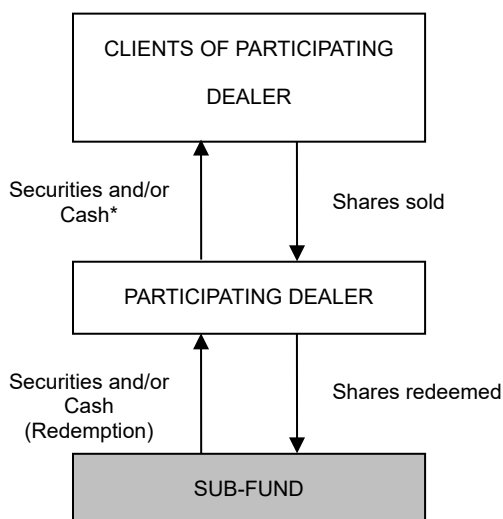 CLIENTS OF PARTICIPATING
DEALER
Securities and/or
Cash*
Shares sold
PARTICIPATING DEALER
Securities and/or
Cash
(Redemption)
Shares redeemed
SUB-FUND